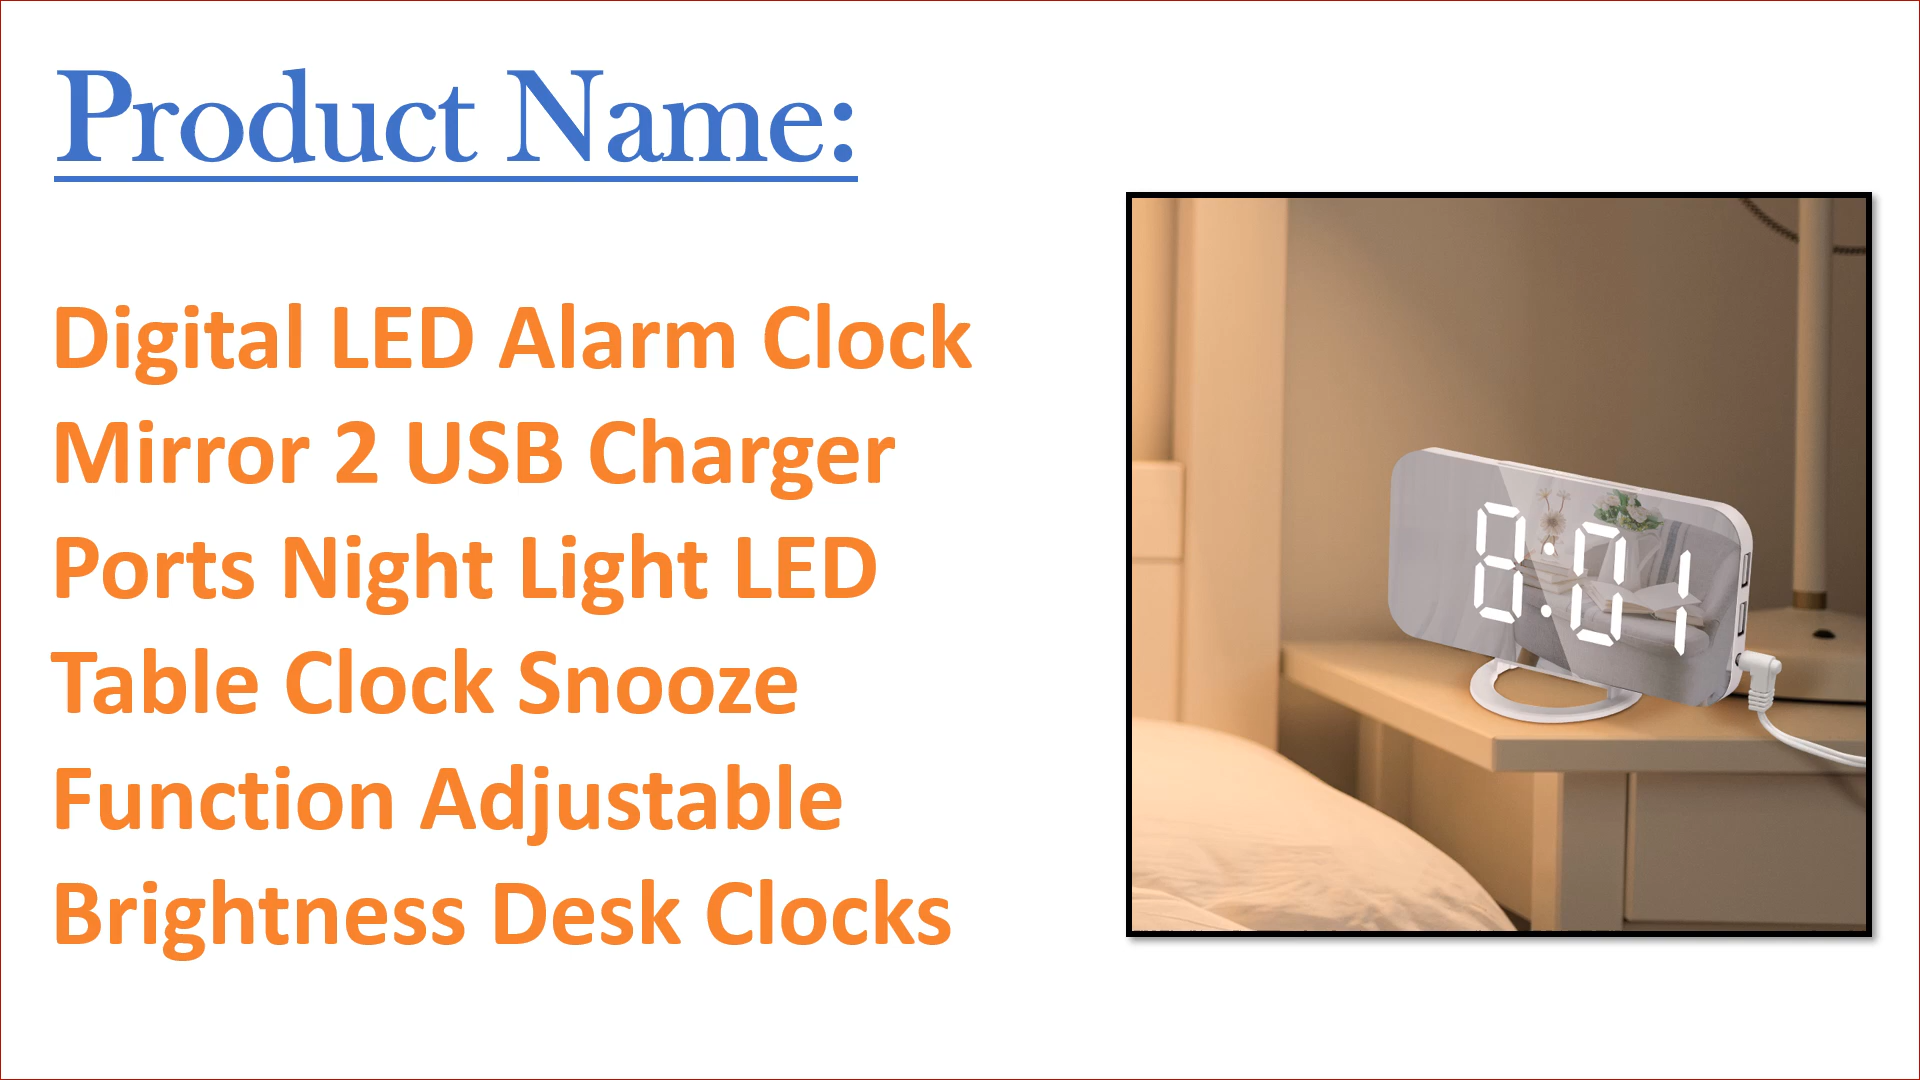 Product Name:
Digital LED Alarm Clock
Mirror 2 USB Charger
Ports Night Light LED
Table Clock Snooze
Function Adjustable
Brightness Desk Clocks
8:01